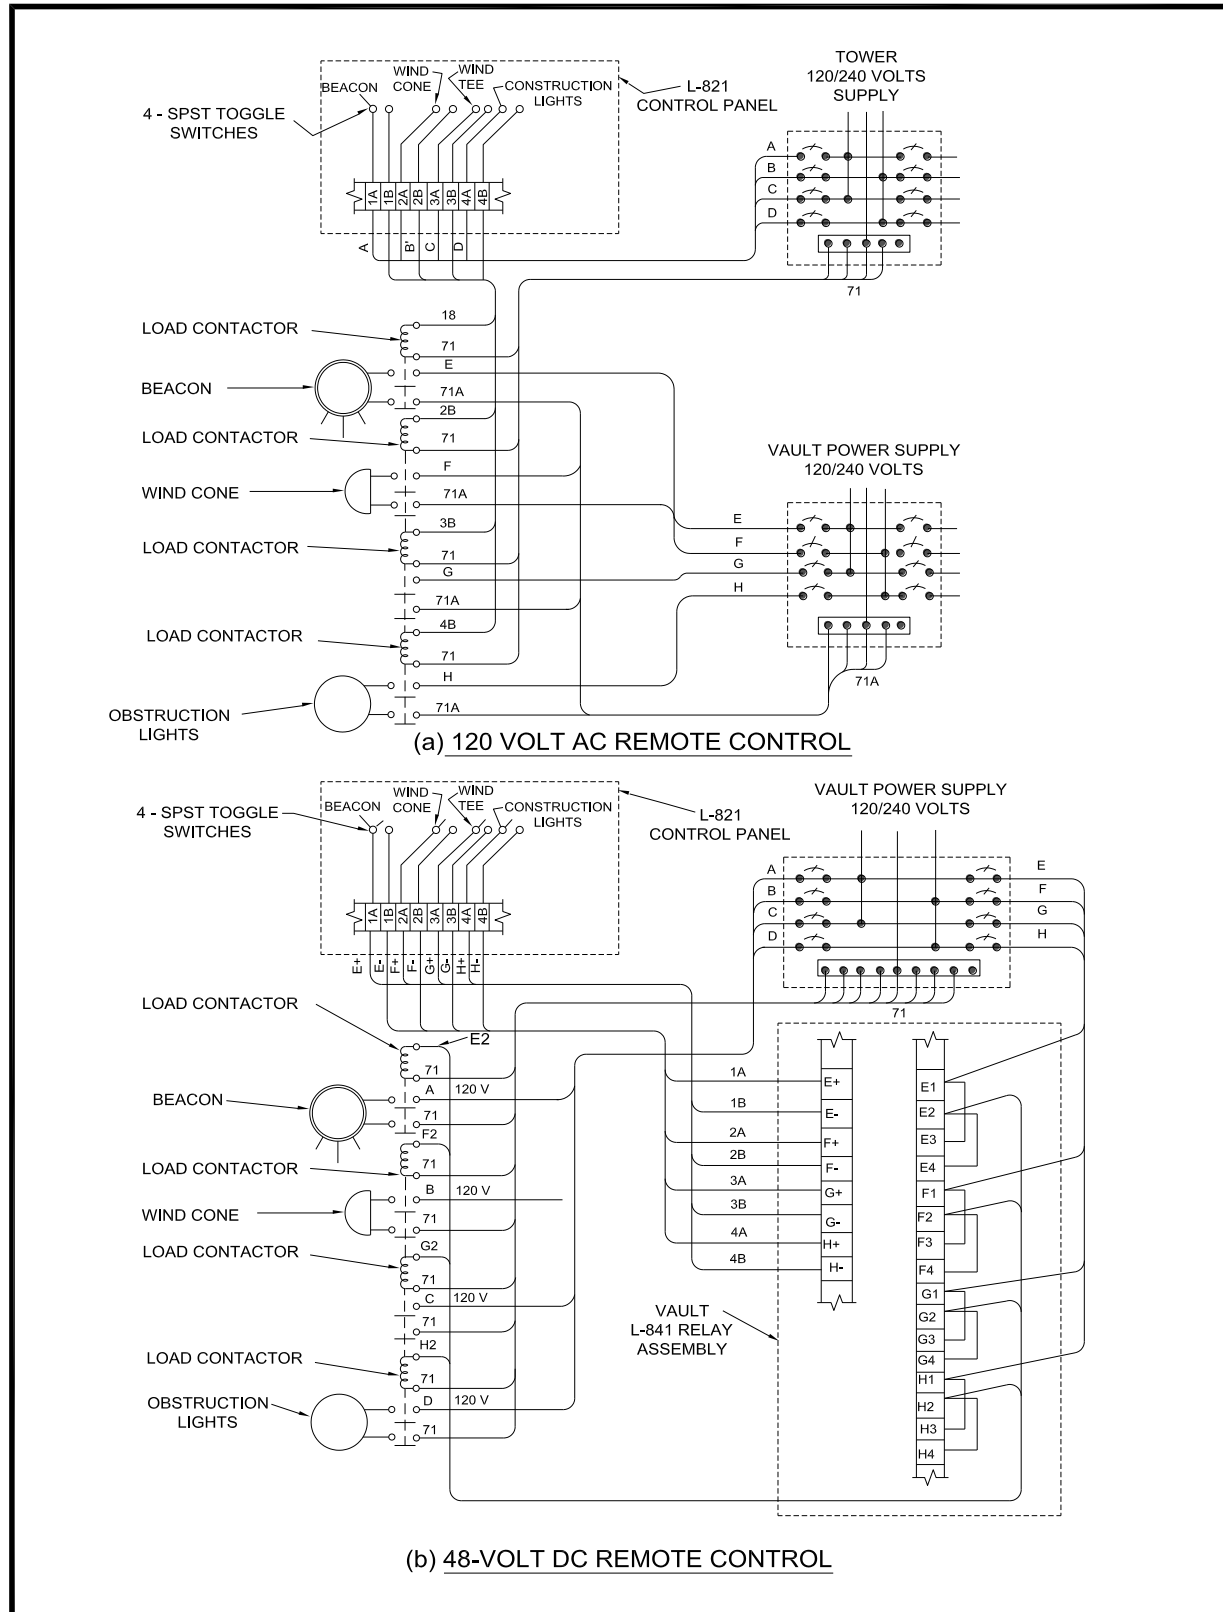 BEACON
WIND
CONE
WIND
TEE
CONSTRUCTION
LIGHTS
L-821
CONTROL PANEL
4 - SPST TOGGLE
SWITCHES
TOWER
120/240 VOLTS
SUPPLY
1A
1B
2A
2B
3A
3B
4A
4B
A
B'
C
D
A
B
C
D
71
LOAD CONTACTOR
18
71
BEACON
E
71A
LOAD CONTACTOR
2B
71
WIND CONE
F
71A
LOAD CONTACTOR
3B
71
G
71A
LOAD CONTACTOR
4B
71
OBSTRUCTION
LIGHTS
H
71A
VAULT POWER SUPPLY
120/240 VOLTS
E
F
G
H
71A
(a) 120 VOLT AC REMOTE CONTROL
4 - SPST TOGGLE
SWITCHES
BEACON
WIND
CONE
WIND
TEE
CONSTRUCTION
LIGHTS
L-821
CONTROL PANEL
VAULT POWER SUPPLY
120/240 VOLTS
1A
1B
2A
2B
3A
3B
4A
4B
E+
E-
F+
F-
G+
G-
H+
H-
A
B
C
D
E
F
G
H
71
LOAD CONTACTOR
E2
71
BEACON
A 120 V
71
LOAD CONTACTOR
F2
71
WIND CONE
B 120 V
71
LOAD CONTACTOR
G2
71
C 120 V
71
LOAD CONTACTOR
H2
71
OBSTRUCTION
LIGHTS
D 120 V
71
1A
1B
2A
2B
3A
3B
4A
4B
E+
E-
F+
F-
G+
G-
H+
H-
E1
E2
E3
E4
F1
F2
F3
F4
G1
G2
G3
G4
H1
H2
H3
H4
VAULT
L-841 RELAY
ASSEMBLY
(b) 48-VOLT DC REMOTE CONTROL